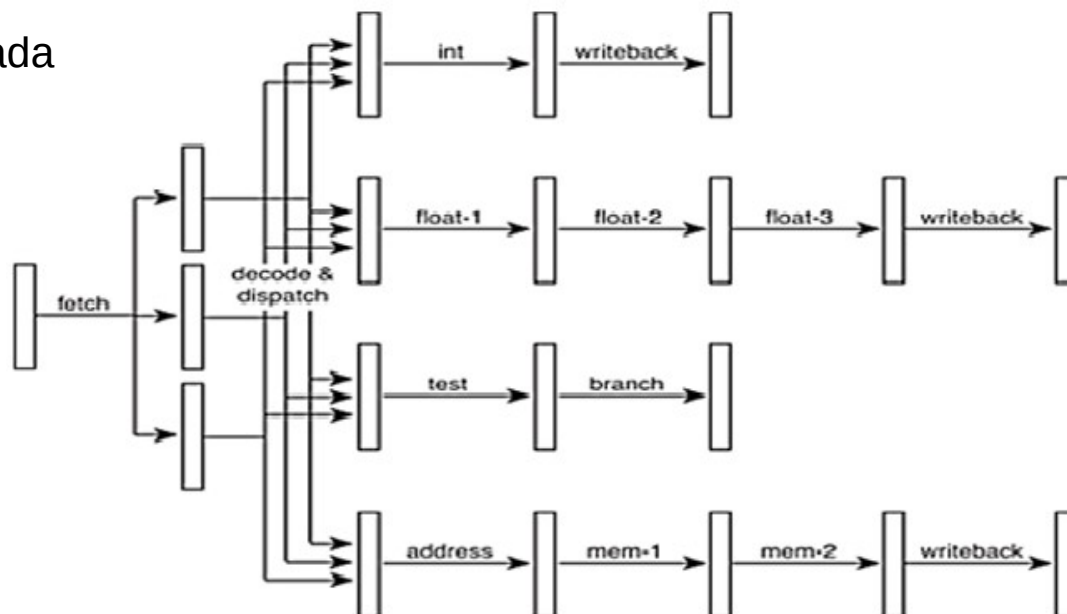 ada
int
writeback
float-1
float-2
float-3
writeback
decode &
dispatch
fetch
test
branch
address
mem-1
mem-2
writeback